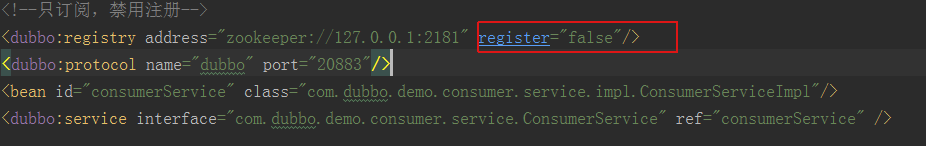 <!--只订阅，禁用注册-->
<dubbo:registry address="zookeeper://127.0.0.1:2181" register="false"/>
<dubbo:protocol name="dubbo" port="20883"/>
<bean id="consumerService" class="com.dubbo.demo.consumer.service.impl.ConsumerServiceImpl"/>
<dubbo:service interface="com.dubbo.demo.consumer.service.ConsumerService" ref="consumerService" />